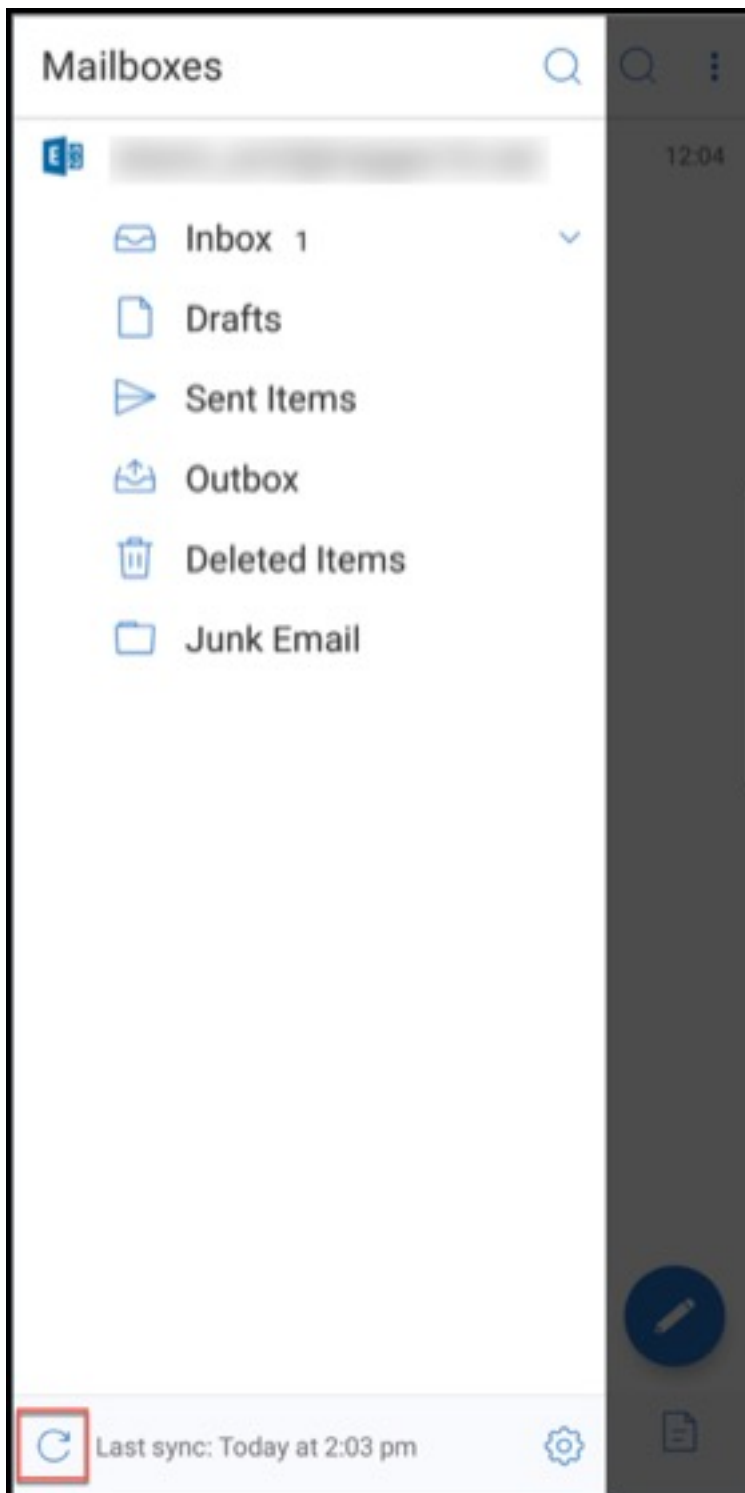 Mailboxes
12:04
Inbox 1
Drafts
Sent Items
Outbox
Deleted Items
Junk Email
Last sync: Today at 2:03 pm